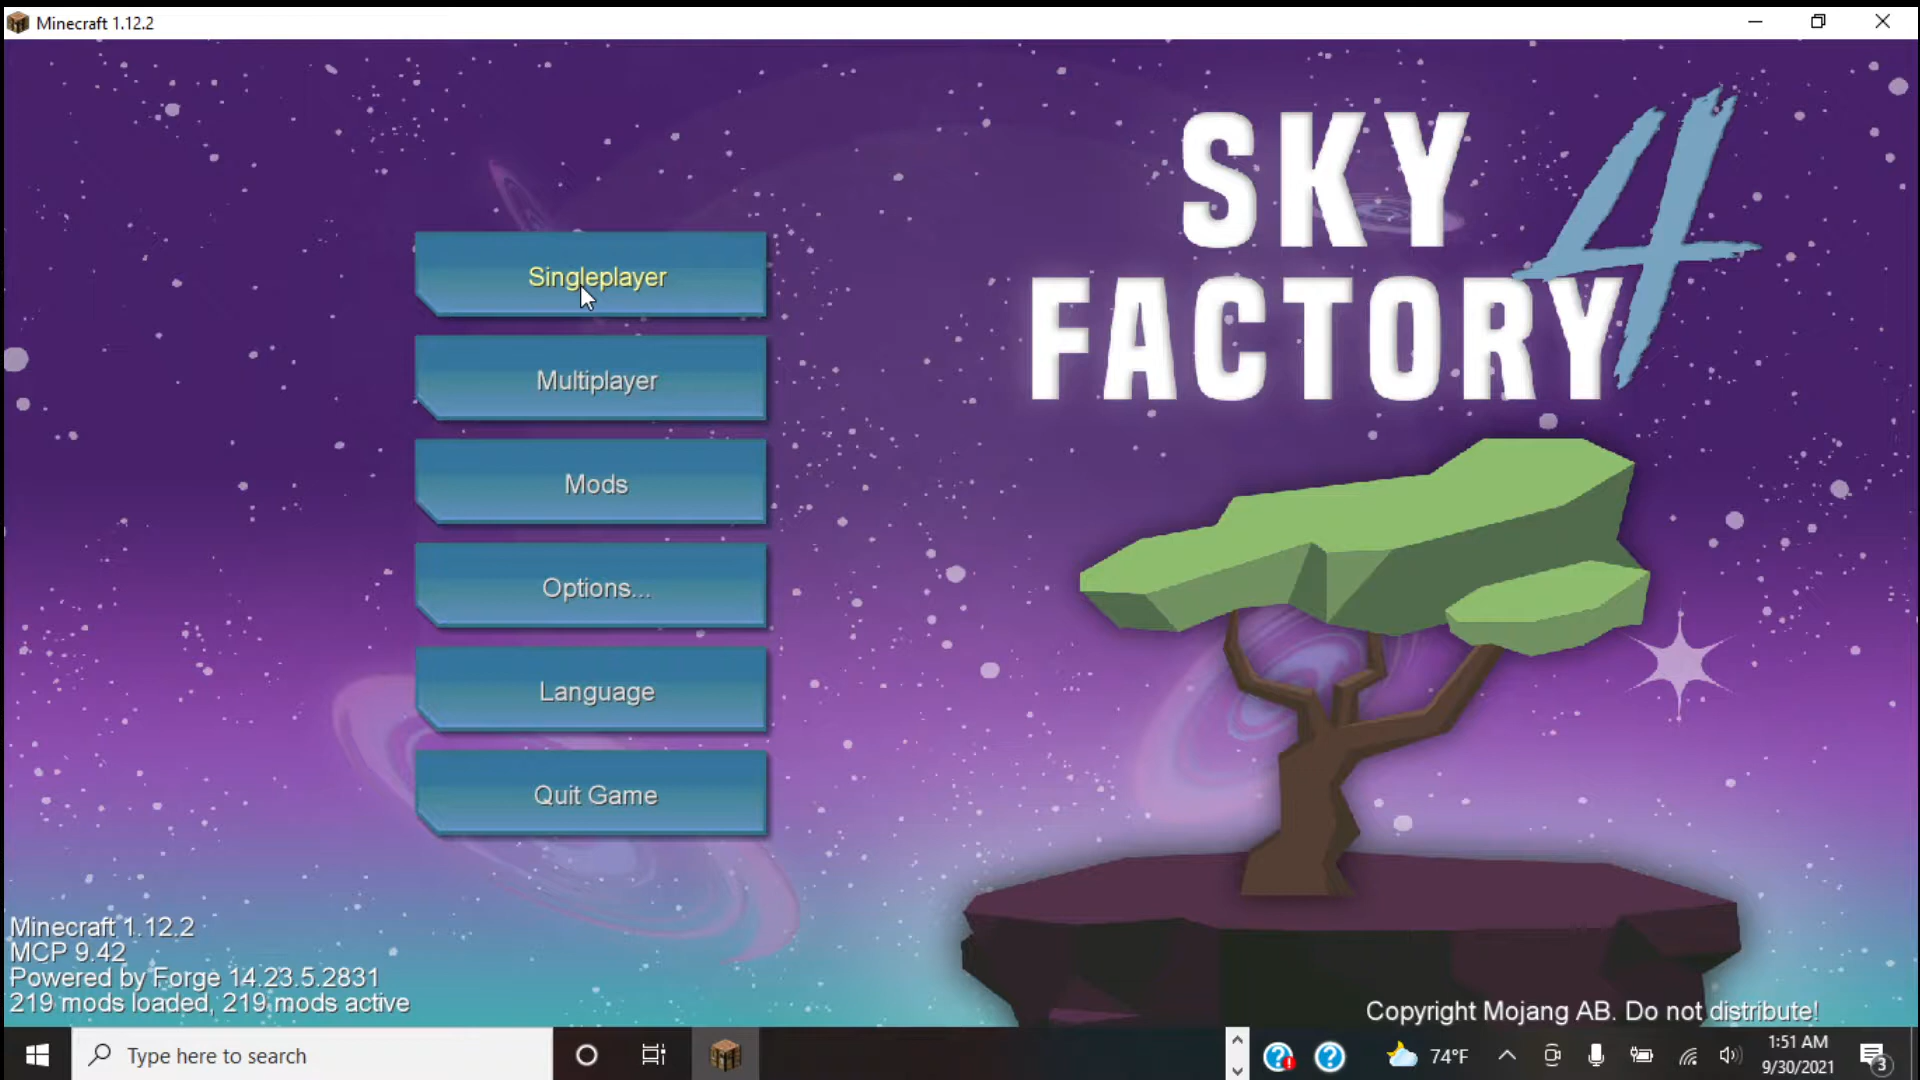 Minecraft 1.12.2
SKY
FACTORY 4
Singleplayer
Multiplayer
Mods
Options...
Language
Quit Game
Minecraft 1.12.2
MCP 9.42
Powered by Forge 14.23.5.2831
219 mods loaded, 219 mods active
Copyright Mojang AB. Do not distribute!
Type here to search
74°F
1:51 AM
9/30/2021
3